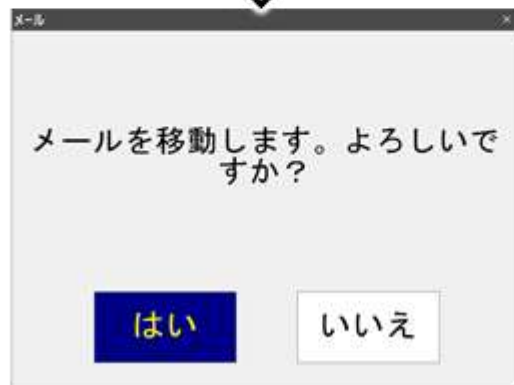 メール
メールを移動します。よろしいで
すか？
はい
いいえ